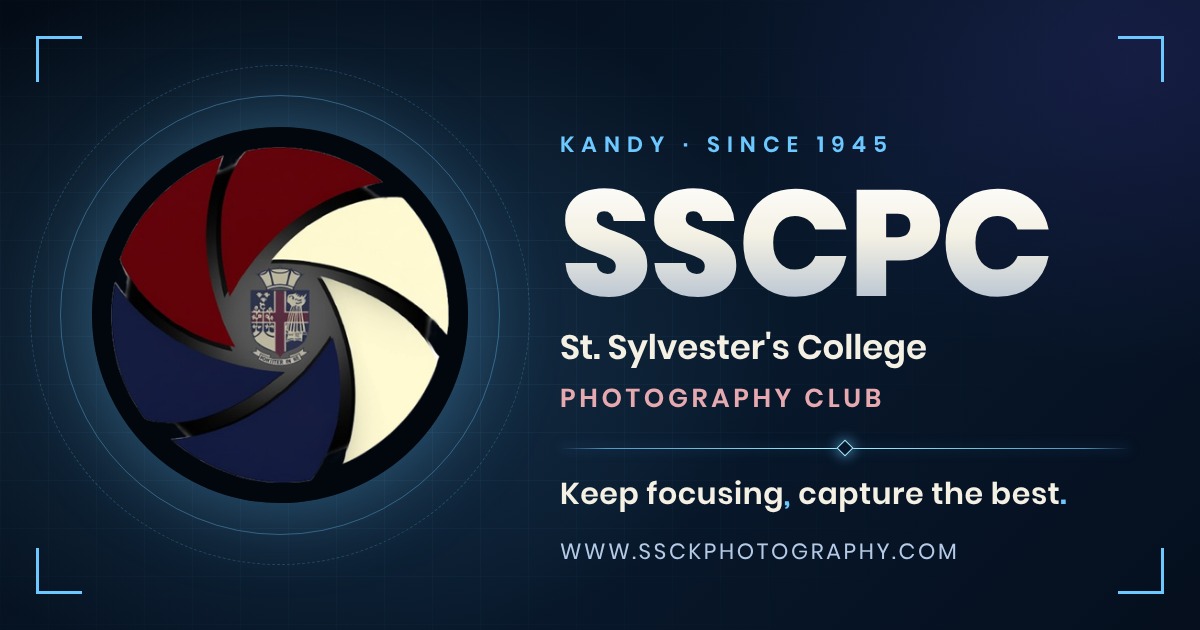 KANDY · SINCE 1945
SSCPC
St. Sylvester's College
PHOTOGRAPHY CLUB
Keep focusing, capture the best.
WWW.SSCKPHOTOGRAPHY.COM